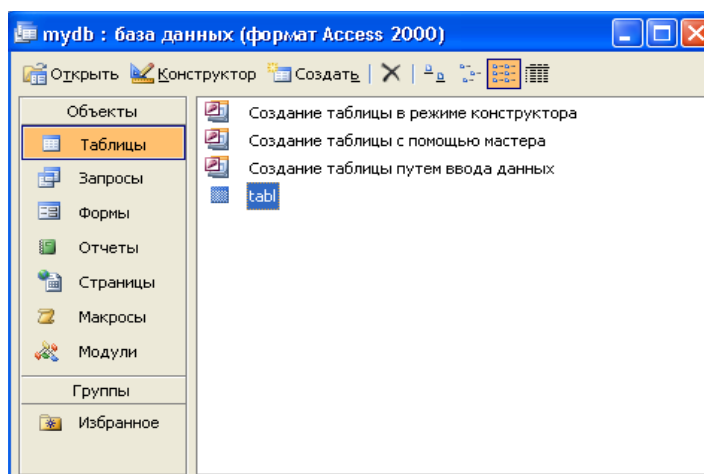 mydb : база данных (формат Access 2000)
Открыть Конструктор Создать
Объекты
Таблицы
Запросы
Формы
Отчеты
Страницы
Макросы
Модули
Группы
Избранное
Создание таблицы в режиме конструктора
Создание таблицы с помощью мастера
Создание таблицы путем ввода данных
tabl